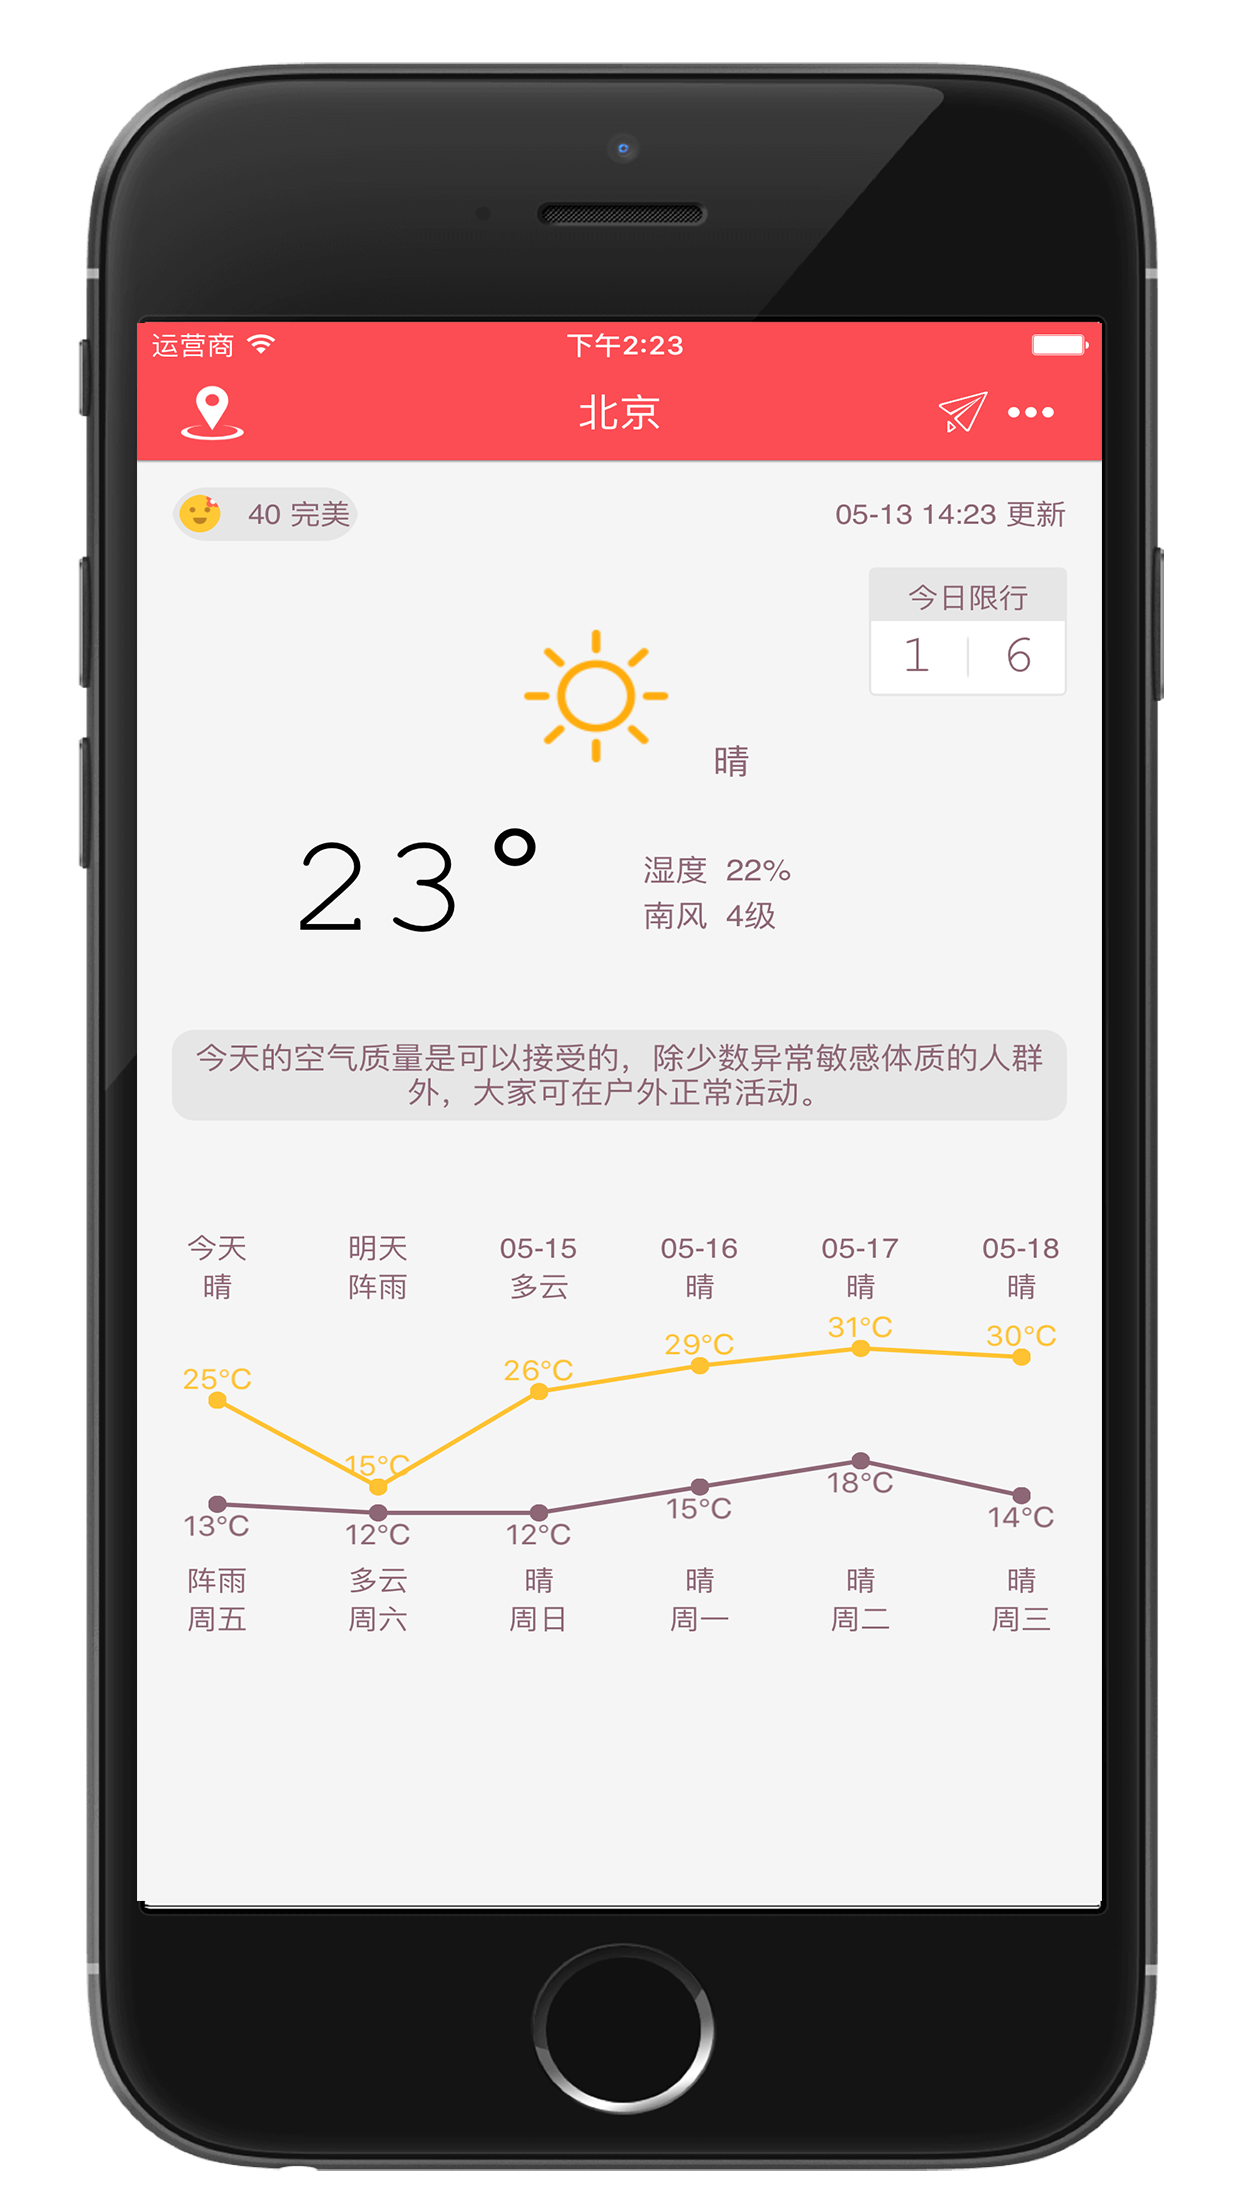 运营商 下午2:23
北京
40 完美 05-13 14:23 更新
今日限行
1 6
晴
23°
湿度 22%
南风 4级
今天的空气质量是可以接受的，除少数异常敏感体质的人群
外，大家可在户外正常活动。
今天 明天 05-15 05-16 05-17 05-18
晴 阵雨 多云 晴 晴 晴
25°C 15°C 26°C 29°C 31°C 30°C
13°C 12°C 12°C 15°C 18°C 14°C
阵雨 多云 晴 晴 晴 晴
周五 周六 周日 周一 周二 周三